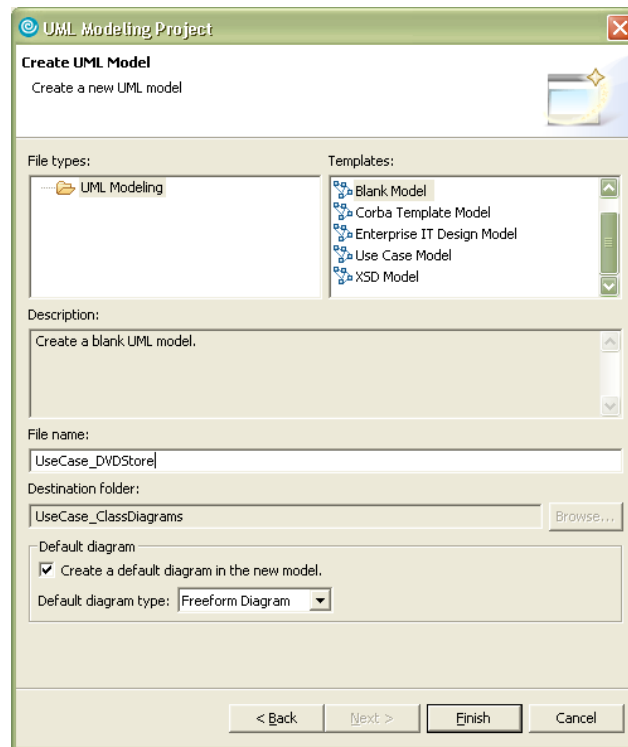 UML Modeling Project
Create UML Model
Create a new UML model
File types:
Templates:
UML Modeling
Blank Model
Corba Template Model
Enterprise IT Design Model
Use Case Model
XSD Model
Description:
Create a blank UML model.
File name:
UseCase_DVDStore
Destination folder:
UseCase_ClassDiagrams
Browse...
Default diagram
Create a default diagram in the new model.
Default diagram type: Freeform Diagram
< Back Next > Finish Cancel